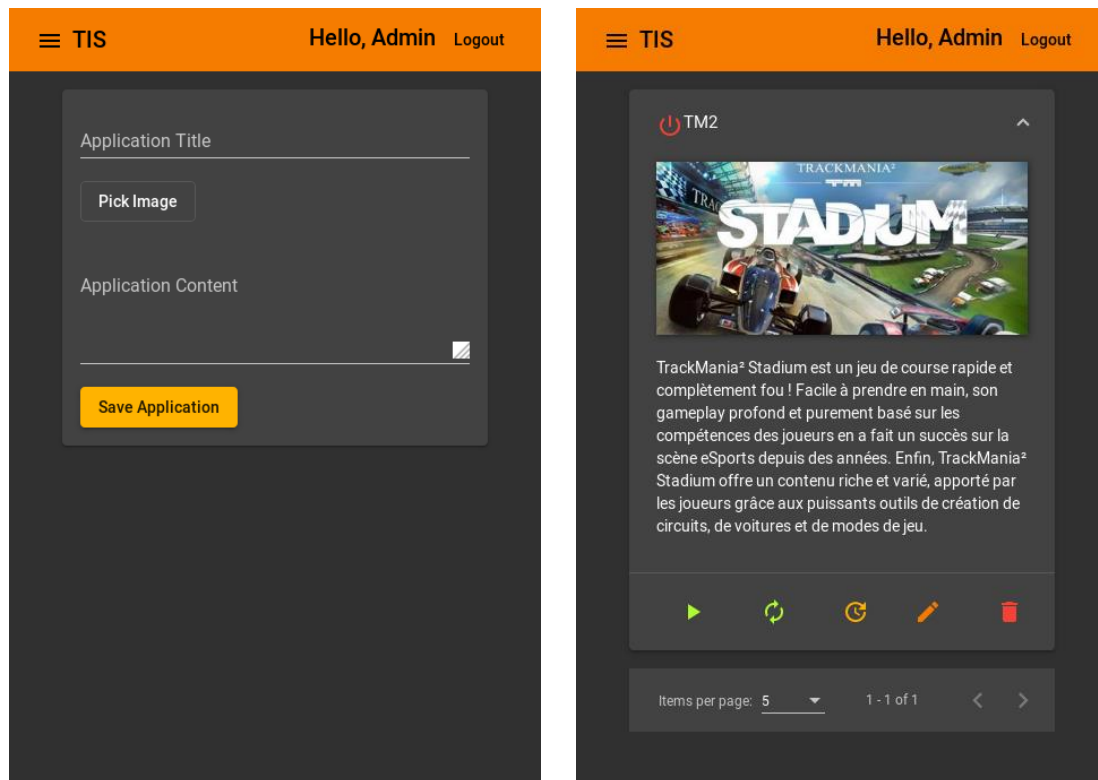 TIS
Hello, Admin
Logout
Application Title
Pick Image
Application Content
Save Application
TIS
Hello, Admin
Logout
TM2
TRACKMANIA²
STADIUM
TrackMania² Stadium est un jeu de course rapide et
complètement fou ! Facile à prendre en main, son
gameplay profond et purement basé sur les
compétences des joueurs en a fait un succès sur la
scène eSports depuis des années. Enfin, TrackMania²
Stadium offre un contenu riche et varié, apporté par
les joueurs grâce aux puissants outils de création de
circuits, de voitures et de modes de jeu.
Items per page: 5
1 - 1 of 1